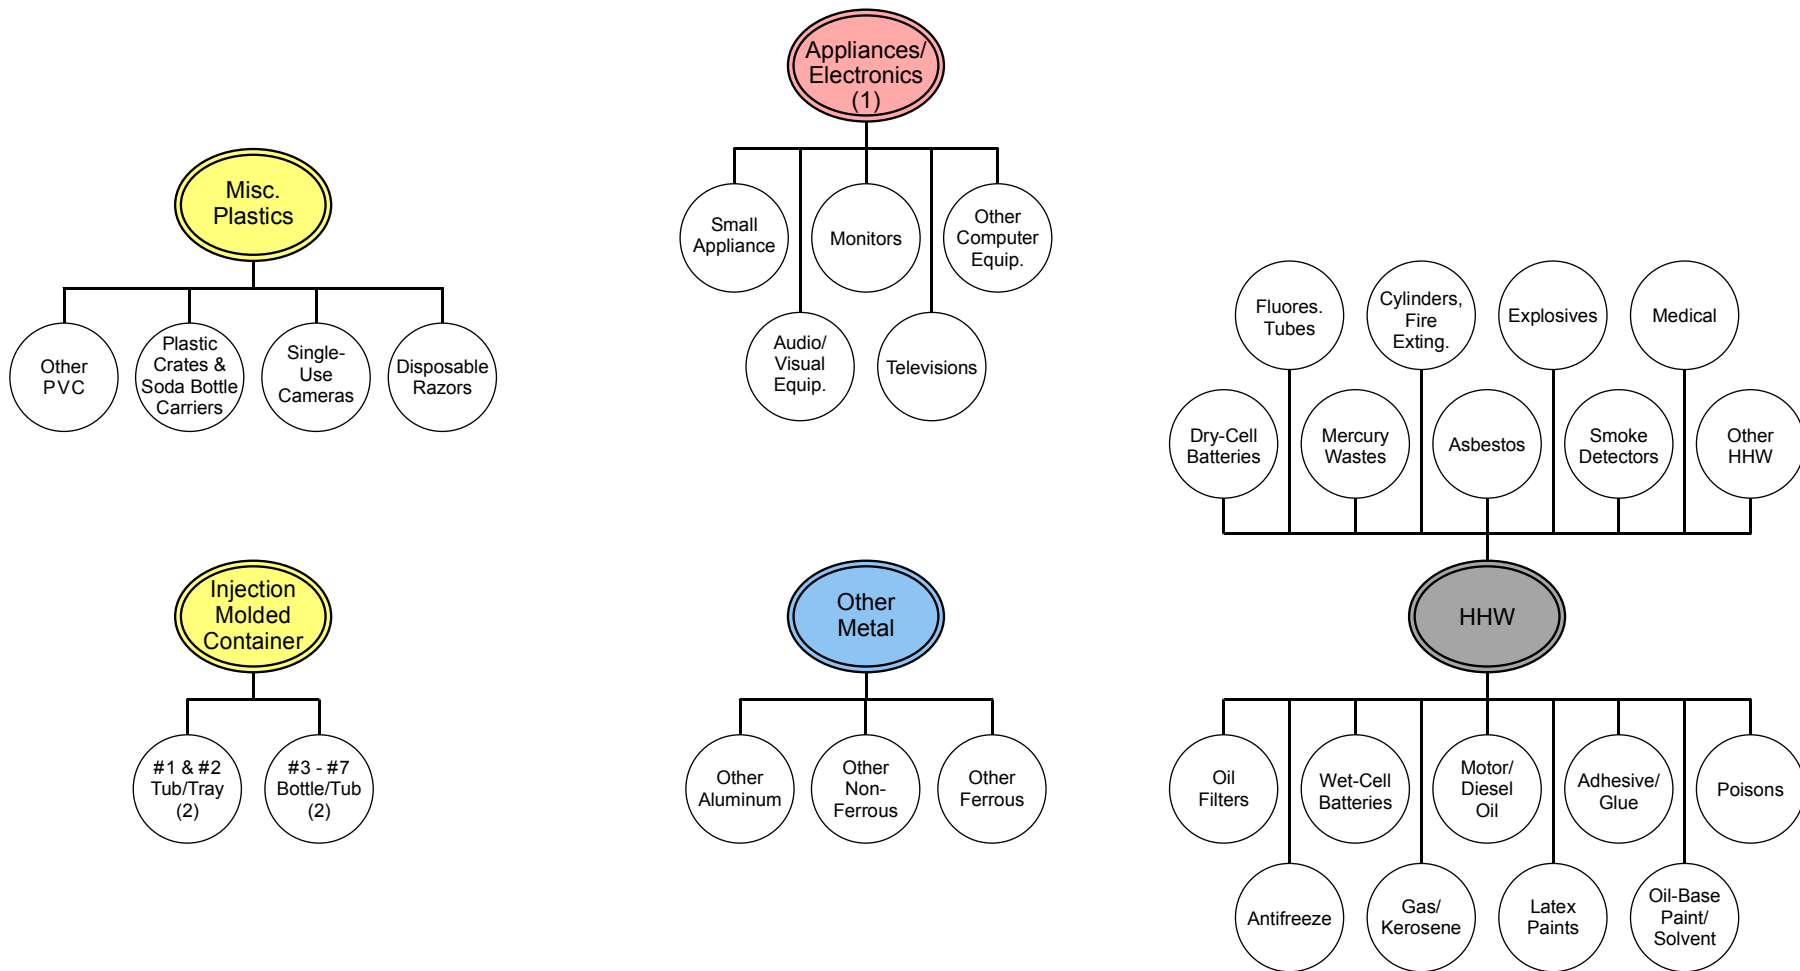 Appliances/
Electronics
(1)
Small
Appliance
Monitors
Other
Computer
Equip.
Audio/
Visual
Equip.
Televisions
Misc.
Plastics
Other
PVC
Plastic
Crates &
Soda Bottle
Carriers
Single-
Use
Cameras
Disposable
Razors
Fluores.
Tubes
Cylinders,
Fire
Exting.
Explosives
Medical
Dry-Cell
Batteries
Mercury
Wastes
Asbestos
Smoke
Detectors
Other
HHW
Injection
Molded
Container
#1 & #2
Tub/Tray
(2)
#3 - #7
Bottle/Tub
(2)
Other
Metal
Other
Aluminum
Other
Non-
Ferrous
Other
Ferrous
HHW
Oil
Filters
Wet-Cell
Batteries
Motor/
Diesel
Oil
Adhesive/
Glue
Poisons
Antifreeze
Gas/
Kerosene
Latex
Paints
Oil-Base
Paint/
Solvent